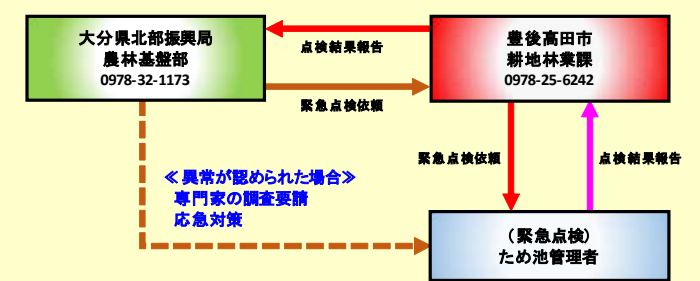 大分県北部振興局
農林基盤部
0978-32-1173
点検結果報告
緊急点検依頼
豊後高田市
耕地林業課
0978-25-6242
緊急点検依頼
点検結果報告
≪異常が認められた場合≫
専門家の調査要請
応急対策
（緊急点検）
ため池管理者